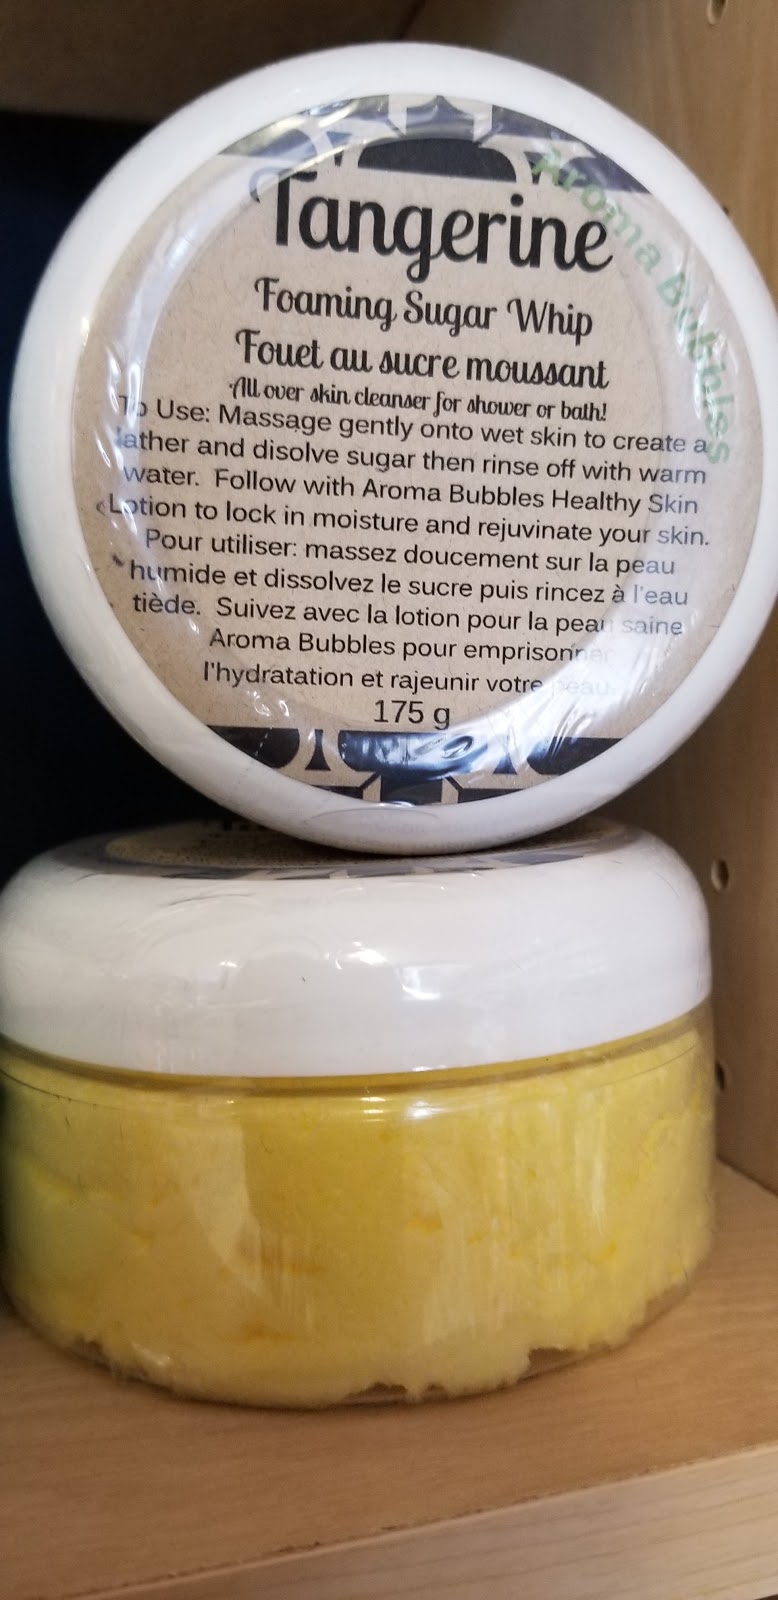 Tangerine
Aroma Bubbles
Foaming Sugar Whip
Fouet au sucre moussant
All over skin cleanser for shower or bath!
To Use: Massage gently onto wet skin to create a
lather and disolve sugar then rinse off with warm
water. Follow with Aroma Bubbles Healthy Skin
Lotion to lock in moisture and rejuvinate your skin.
Pour utiliser: massez doucement sur la peau
humide et dissolvez le sucre puis rincez à l'eau
tiède. Suivez avec la lotion pour la peau saine
Aroma Bubbles pour emprisonner
l'hydratation et rajeunir votre peau.
175 g